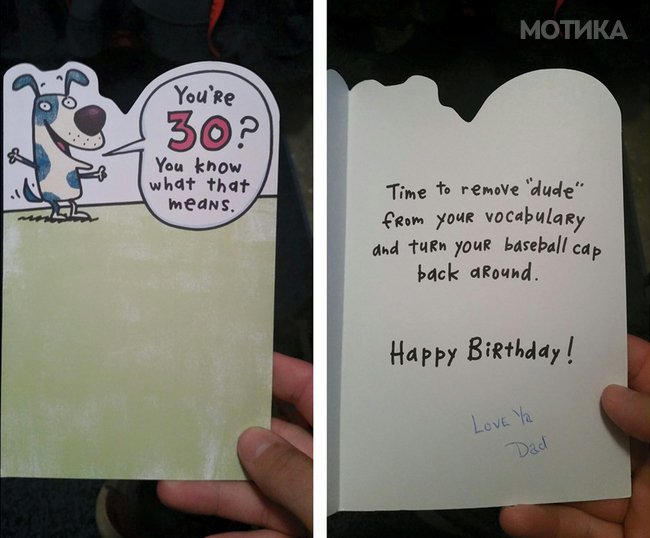 You're
30?
You know
what that
means.
МОТИКА
Time to remove "dude"
from your vocabulary
and turn your baseball cap
back around.
Happy Birthday!
Love Ya
Dad